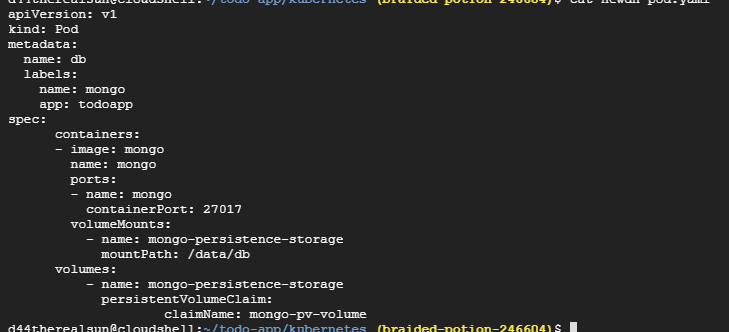 d44therealsun@cloudshell:~/todo-app/kubernetes (braided-potion-246604)$ cat newdh-pod.yaml
apiVersion: v1
kind: Pod
metadata:
  name: db
  labels:
    name: mongo
    app: todoapp
spec:
      containers:
      - image: mongo
        name: mongo
        ports:
        - name: mongo
          containerPort: 27017
        volumeMounts:
          - name: mongo-persistence-storage
            mountPath: /data/db
      volumes:
          - name: mongo-persistence-storage
            persistentVolumeClaim:
                    claimName: mongo-pv-volume
d44therealsun@cloudshell:~/todo-app/kubernetes (braided-potion-246604)$